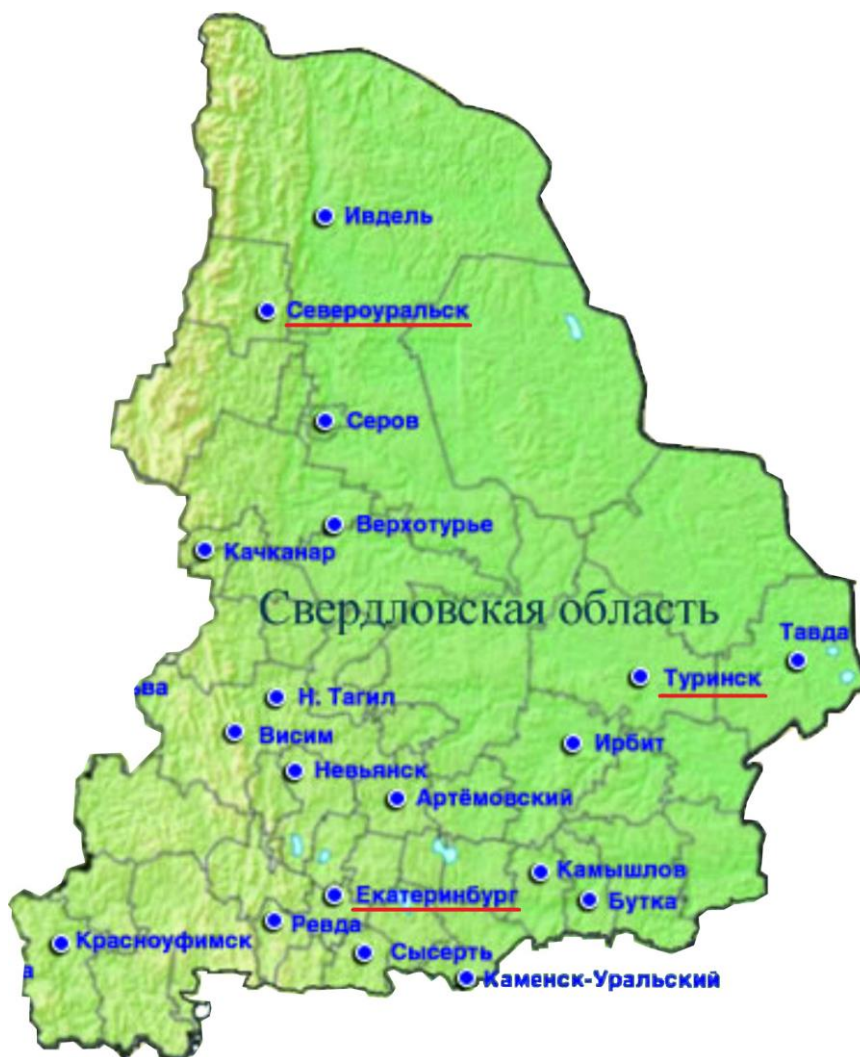 Ивдель
Североуральск
Серов
Верхотурье
Качканар
Свердловская область
Тавда
Туринск
ьва
Н. Тагил
Висим
Ирбит
Невьянск
Артёмовский
Камышлов
Екатеринбург
Бутка
Ревда
Красноуфимск
Сысерть
а
Каменск-Уральский